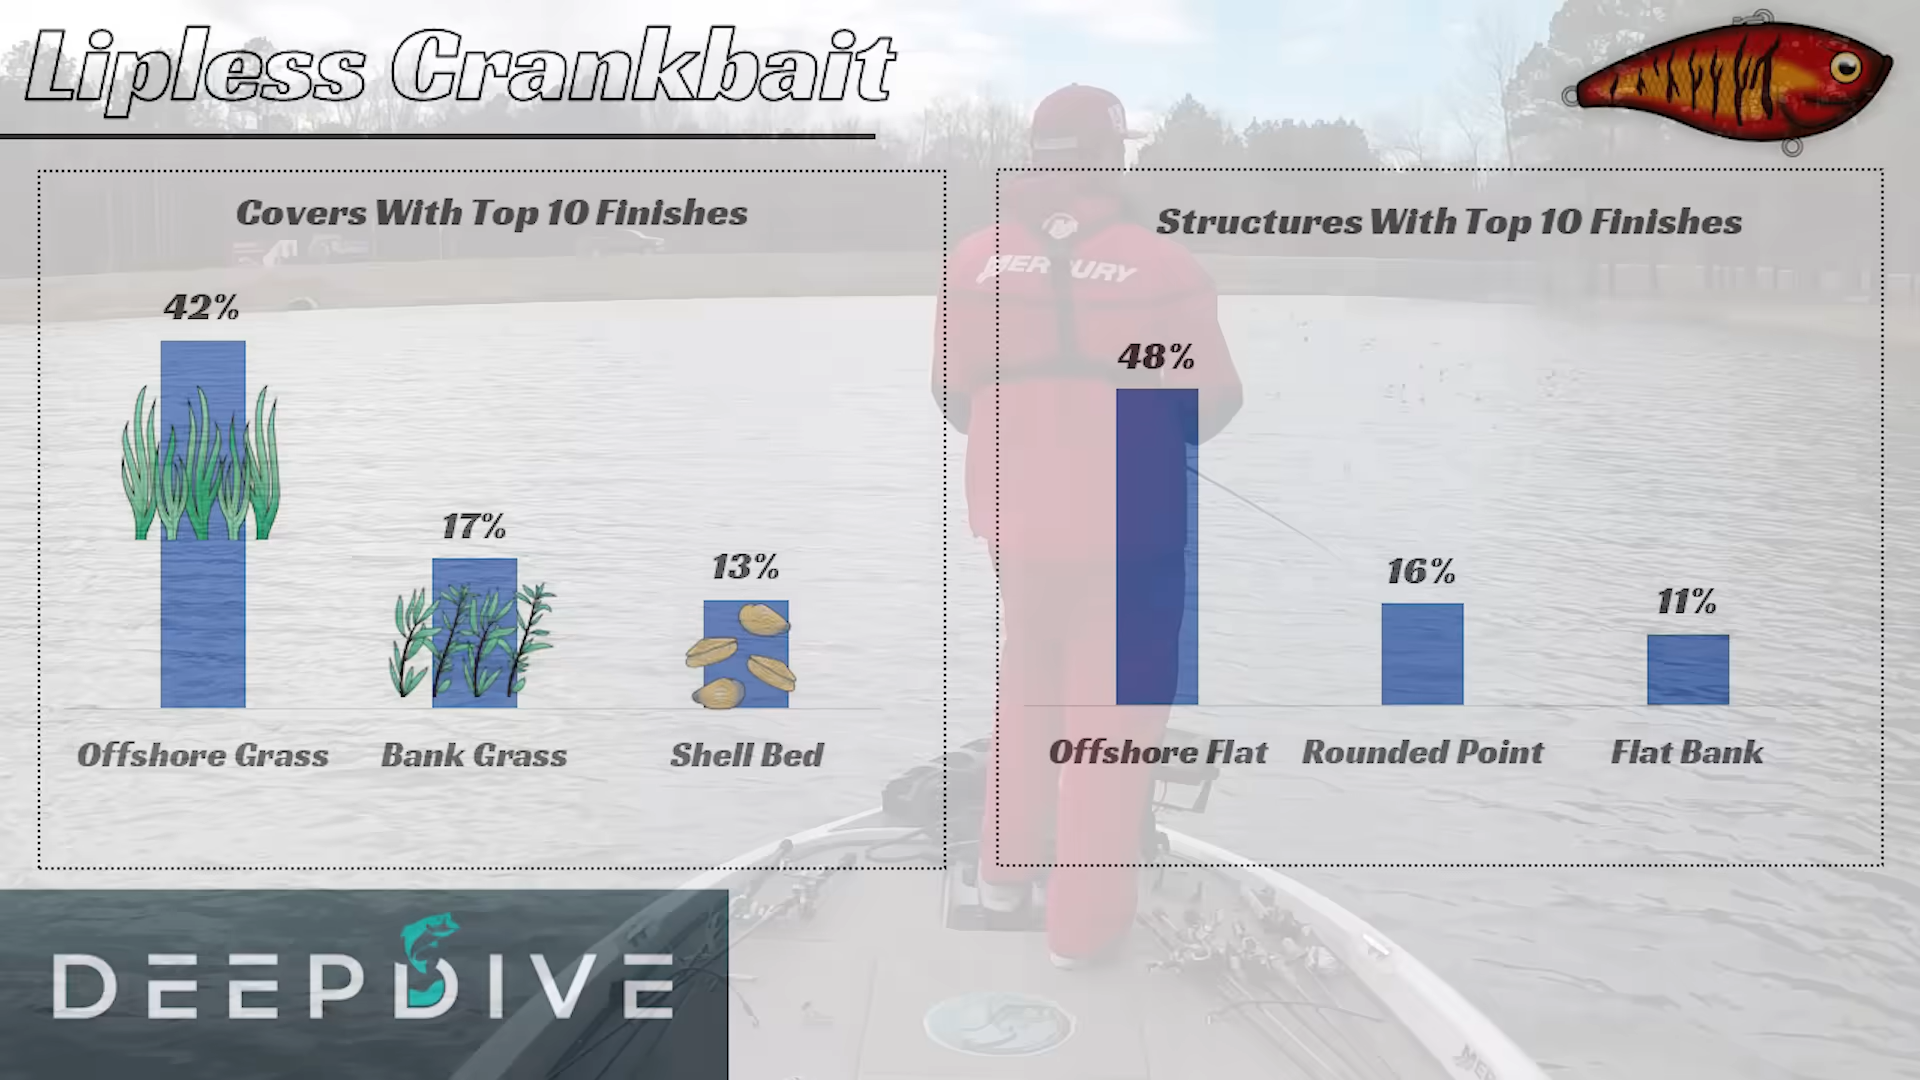 Lipless Crankbait
Covers With Top 10 Finishes
42%
17%
13%
Offshore Grass
Bank Grass
Shell Bed
Structures With Top 10 Finishes
MERCURY
48%
16%
11%
Offshore Flat
Rounded Point
Flat Bank
DEEPDIVE